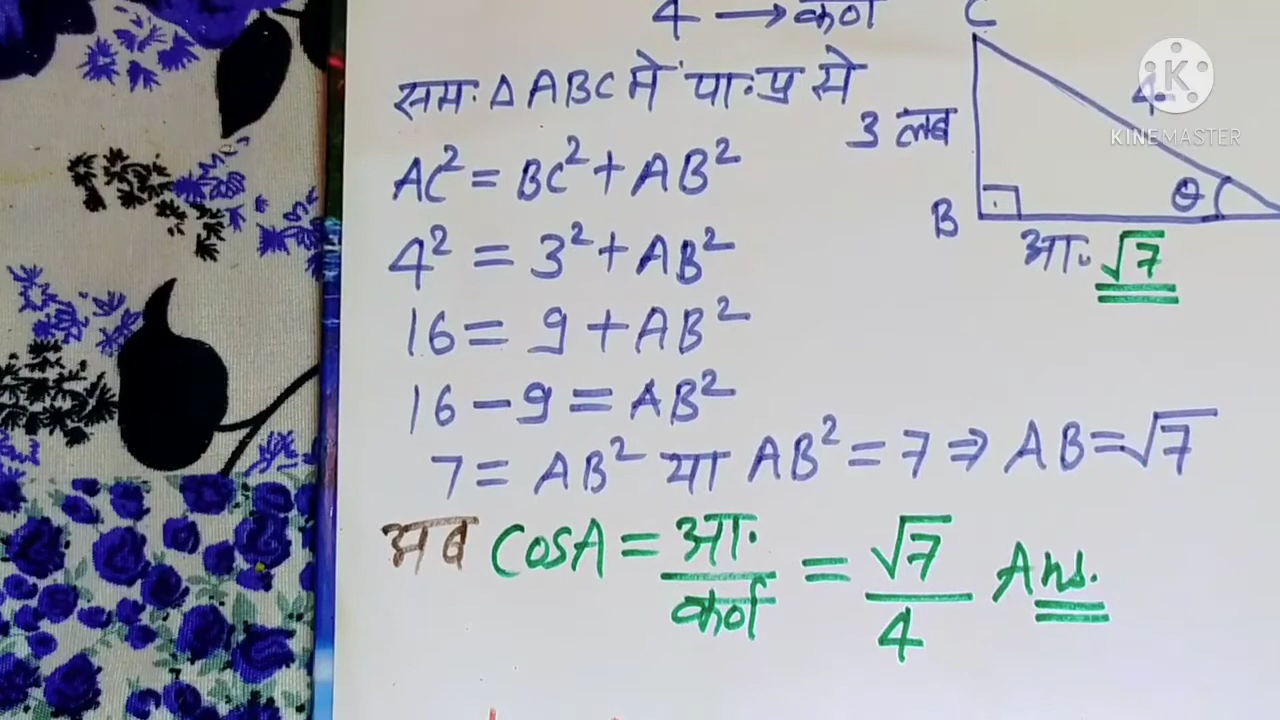 4 → कर्ण
C
सम. Δ ABC में पा. प्र से
3 लंब
4
KINEMASTER
AC² = BC² + AB²
B
θ
4² = 3² + AB²
आ. √7
16 = 9 + AB²
16 - 9 = AB²
7 = AB² या AB² = 7 ⇒ AB = √7
अब COSA = आ./कर्ण = √7/4 Ans.